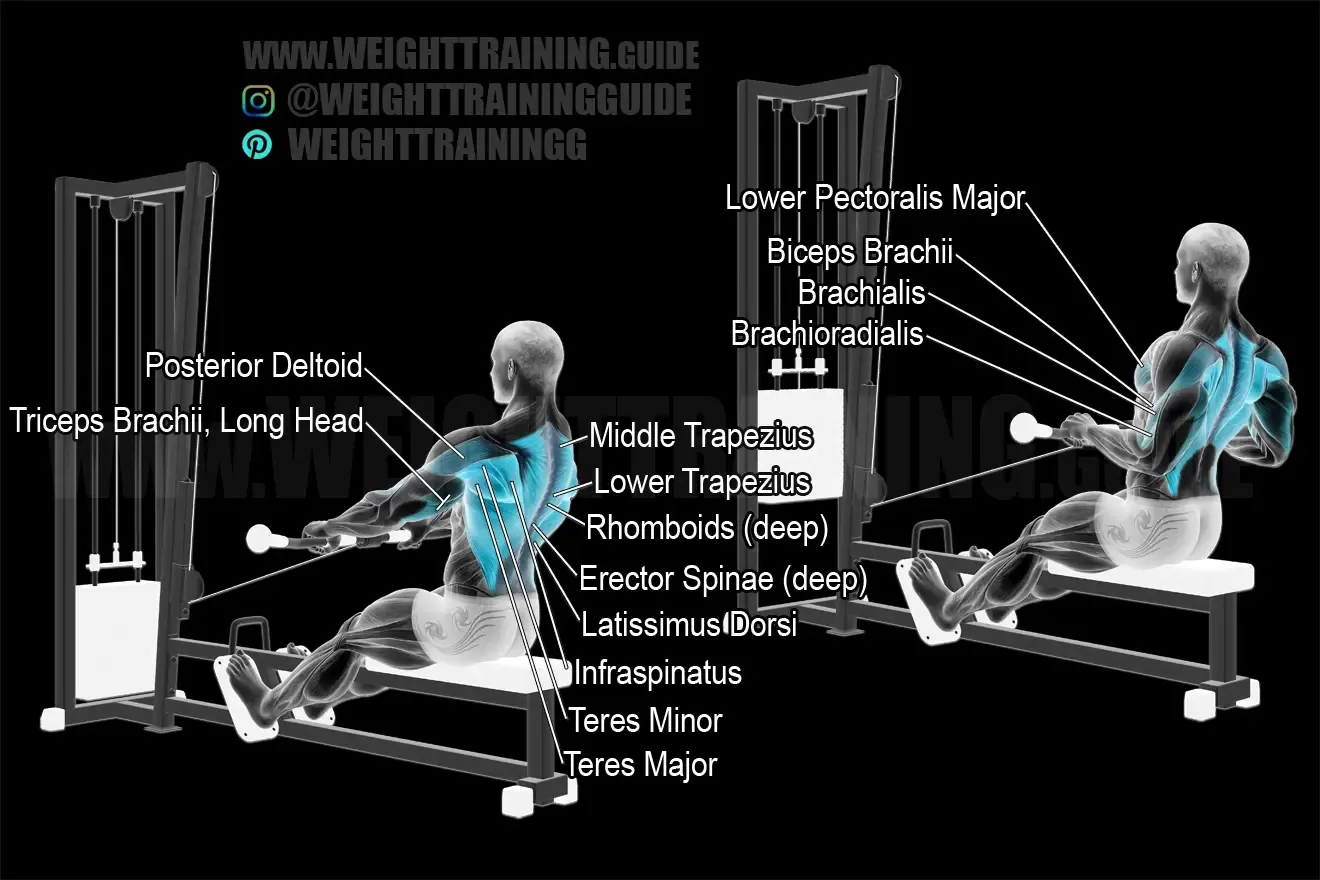 WWW.WEIGHTTRAINING.GUIDE
@WEIGHTTRAININGGUIDE
WEIGHTTRAININGG
Lower Pectoralis Major
Biceps Brachii
Brachialis
Brachioradialis
Posterior Deltoid
Triceps Brachii, Long Head
Middle Trapezius
Lower Trapezius
Rhomboids (deep)
Erector Spinae (deep)
Latissimus Dorsi
Infraspinatus
Teres Minor
Teres Major
WWW.WEIGHTTRAINING.GUIDE